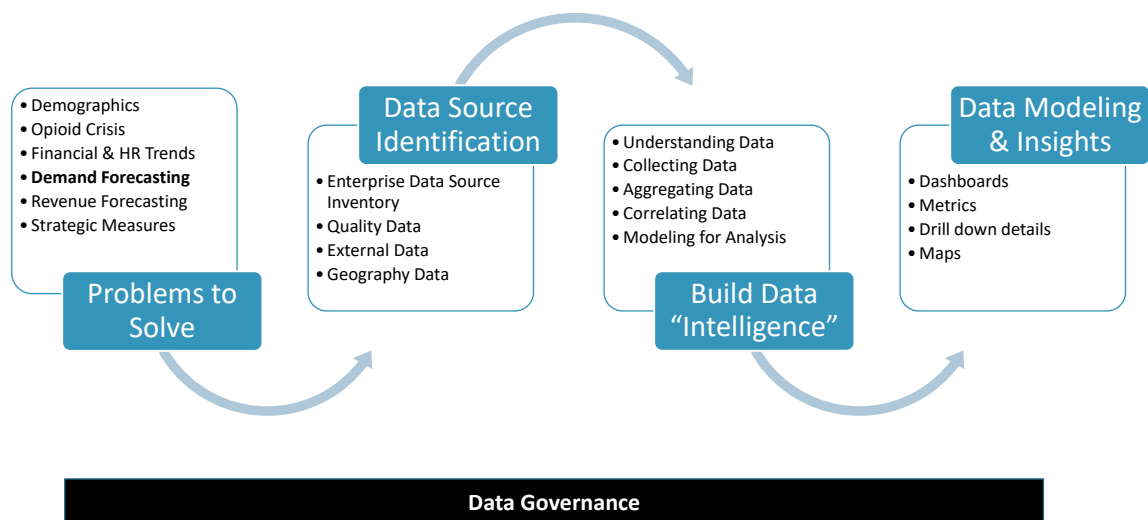 • Demographics
• Opioid Crisis
• Financial & HR Trends
• Demand Forecasting
• Revenue Forecasting
• Strategic Measures
Problems to
Solve
Data Source
Identification
• Enterprise Data Source
Inventory
• Quality Data
• External Data
• Geography Data
• Understanding Data
• Collecting Data
• Aggregating Data
• Correlating Data
• Modeling for Analysis
Build Data
“Intelligence”
Data Modeling
& Insights
• Dashboards
• Metrics
• Drill down details
• Maps
Data Governance